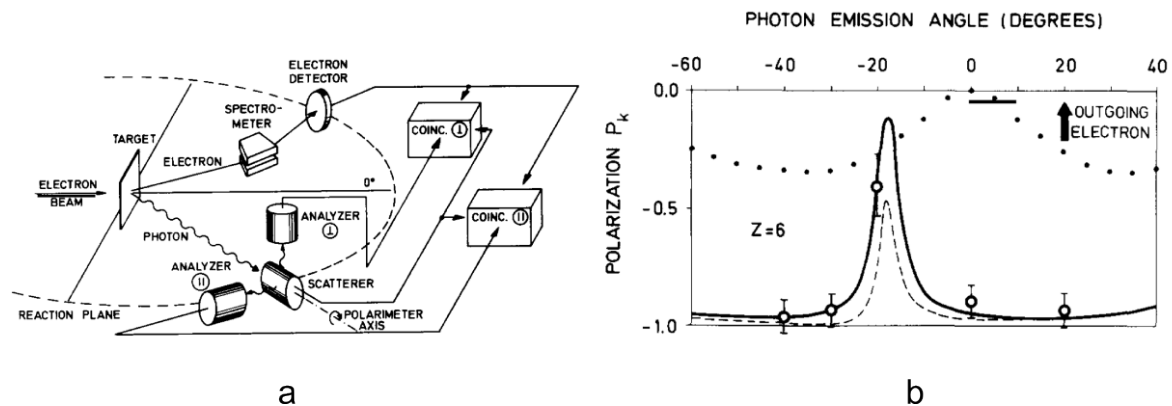 ELECTRON
DETECTOR
SPECTRO-
METER
TARGET
COINC. ⊥
ELECTRON
0°
ELECTRON
BEAM
COINC. II
ANALYZER
⊥
PHOTON
ANALYZER
II
SCATTERER
REACTION PLANE
POLARIMETER
AXIS
a
PHOTON EMISSION ANGLE (DEGREES)
-60 -40 -20 0 20 40
0.0
-0.5
-1.0
POLARIZATION Pk
OUTGOING
ELECTRON
Z=6
b